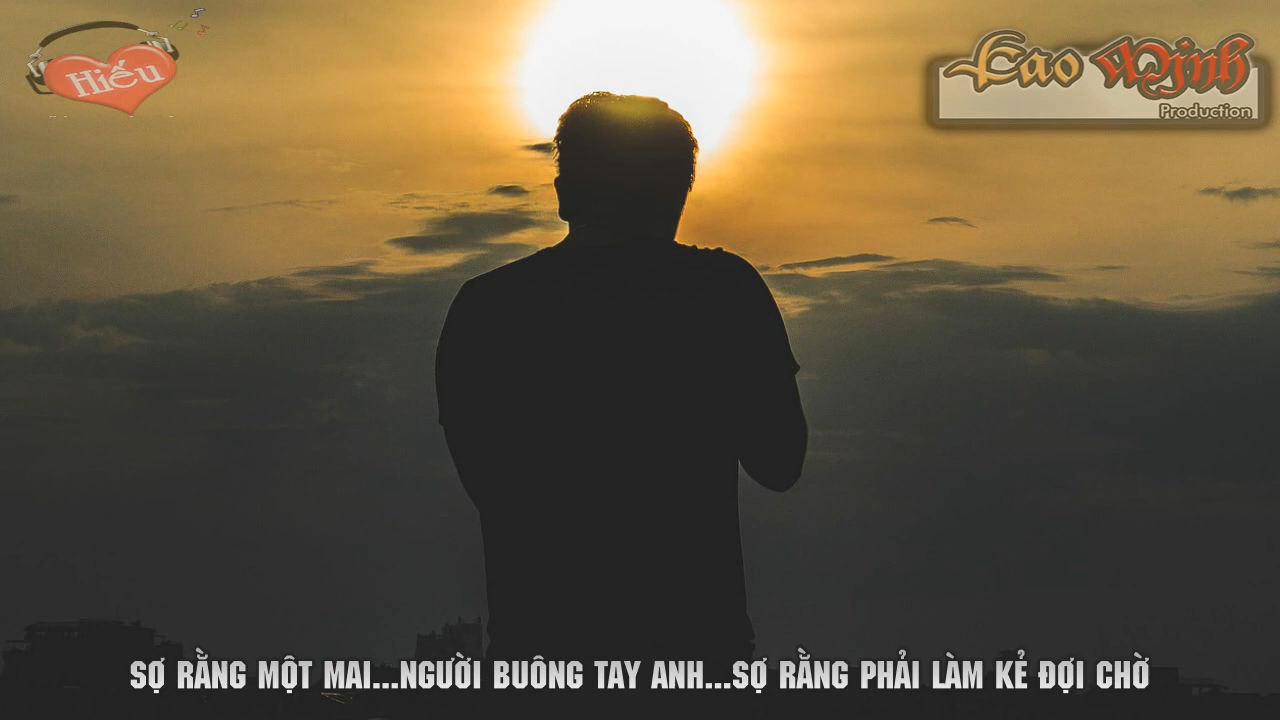 Hiếu
Cao Minh
Production
SỢ RẰNG MỘT MAI...NGƯỜI BUÔNG TAY ANH...SỢ RẰNG PHẢI LÀM KẺ ĐỢI CHỜ